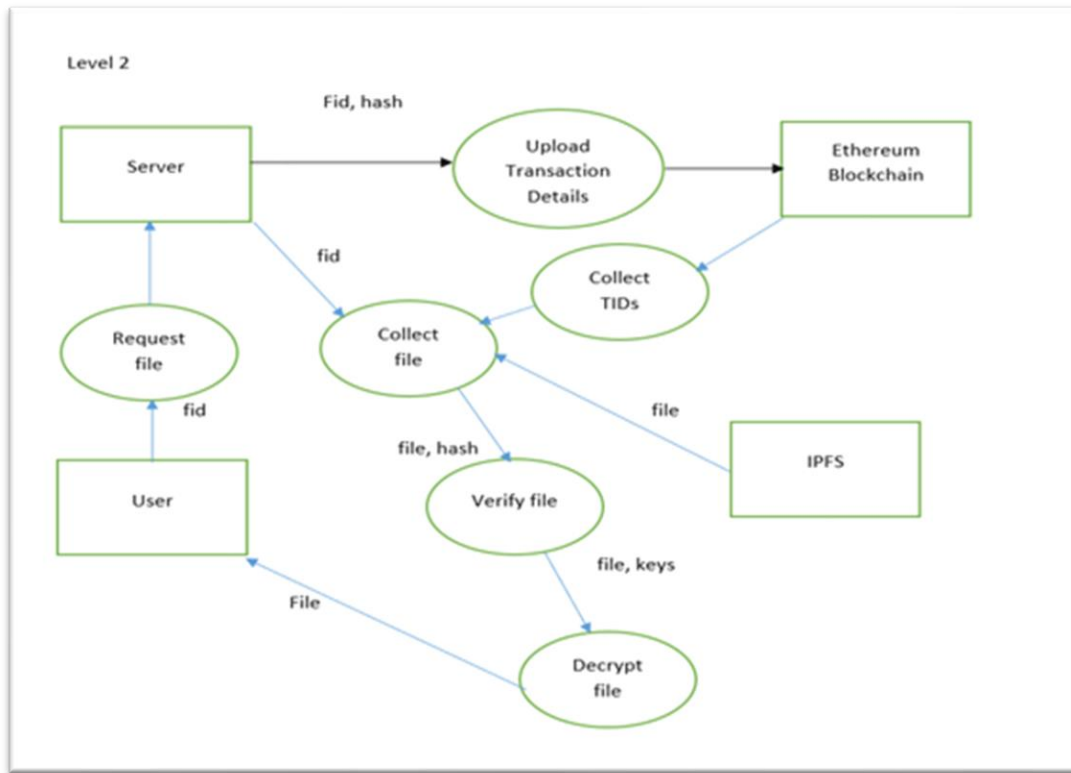 Level 2
Fid, hash
Server
Upload
Transaction
Details
Ethereum
Blockchain
fid
Collect
TIDs
Collect
file
Request
file
fid
file
file, hash
IPFS
User
Verify file
file, keys
File
Decrypt
file